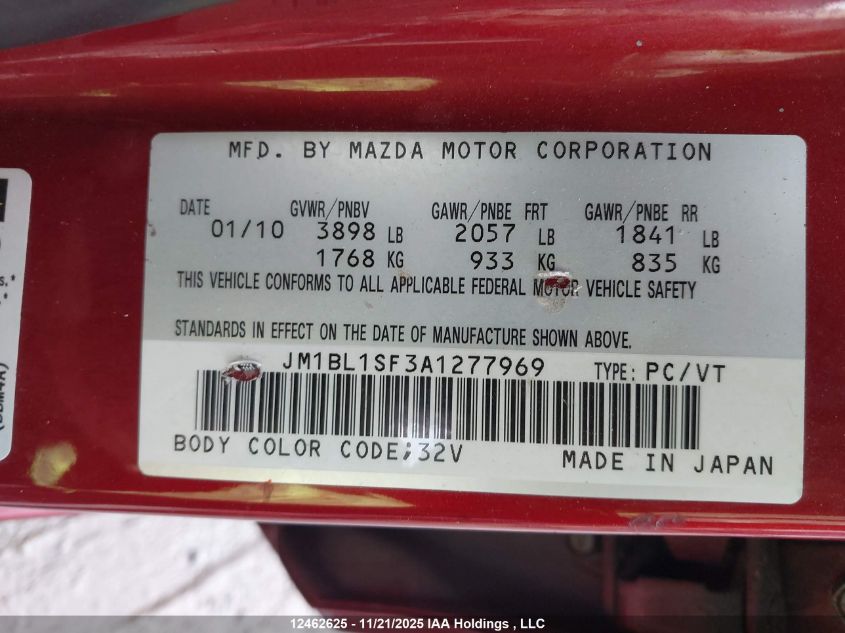 MFD. BY MAZDA MOTOR CORPORATION
DATE GVWR/PNBV GAWR/PNBE FRT GAWR/PNBE RR
01/10 3898 LB 2057 LB 1841 LB
1768 KG 933 KG 835 KG
THIS VEHICLE CONFORMS TO ALL APPLICABLE FEDERAL MOTOR VEHICLE SAFETY
STANDARDS IN EFFECT ON THE DATE OF MANUFACTURE SHOWN ABOVE.
JM1BL1SF3A1277969 TYPE: PC/VT
BODY COLOR CODE;32V
MADE IN JAPAN
12462625 - 11/21/2025 IAA Holdings , LLC